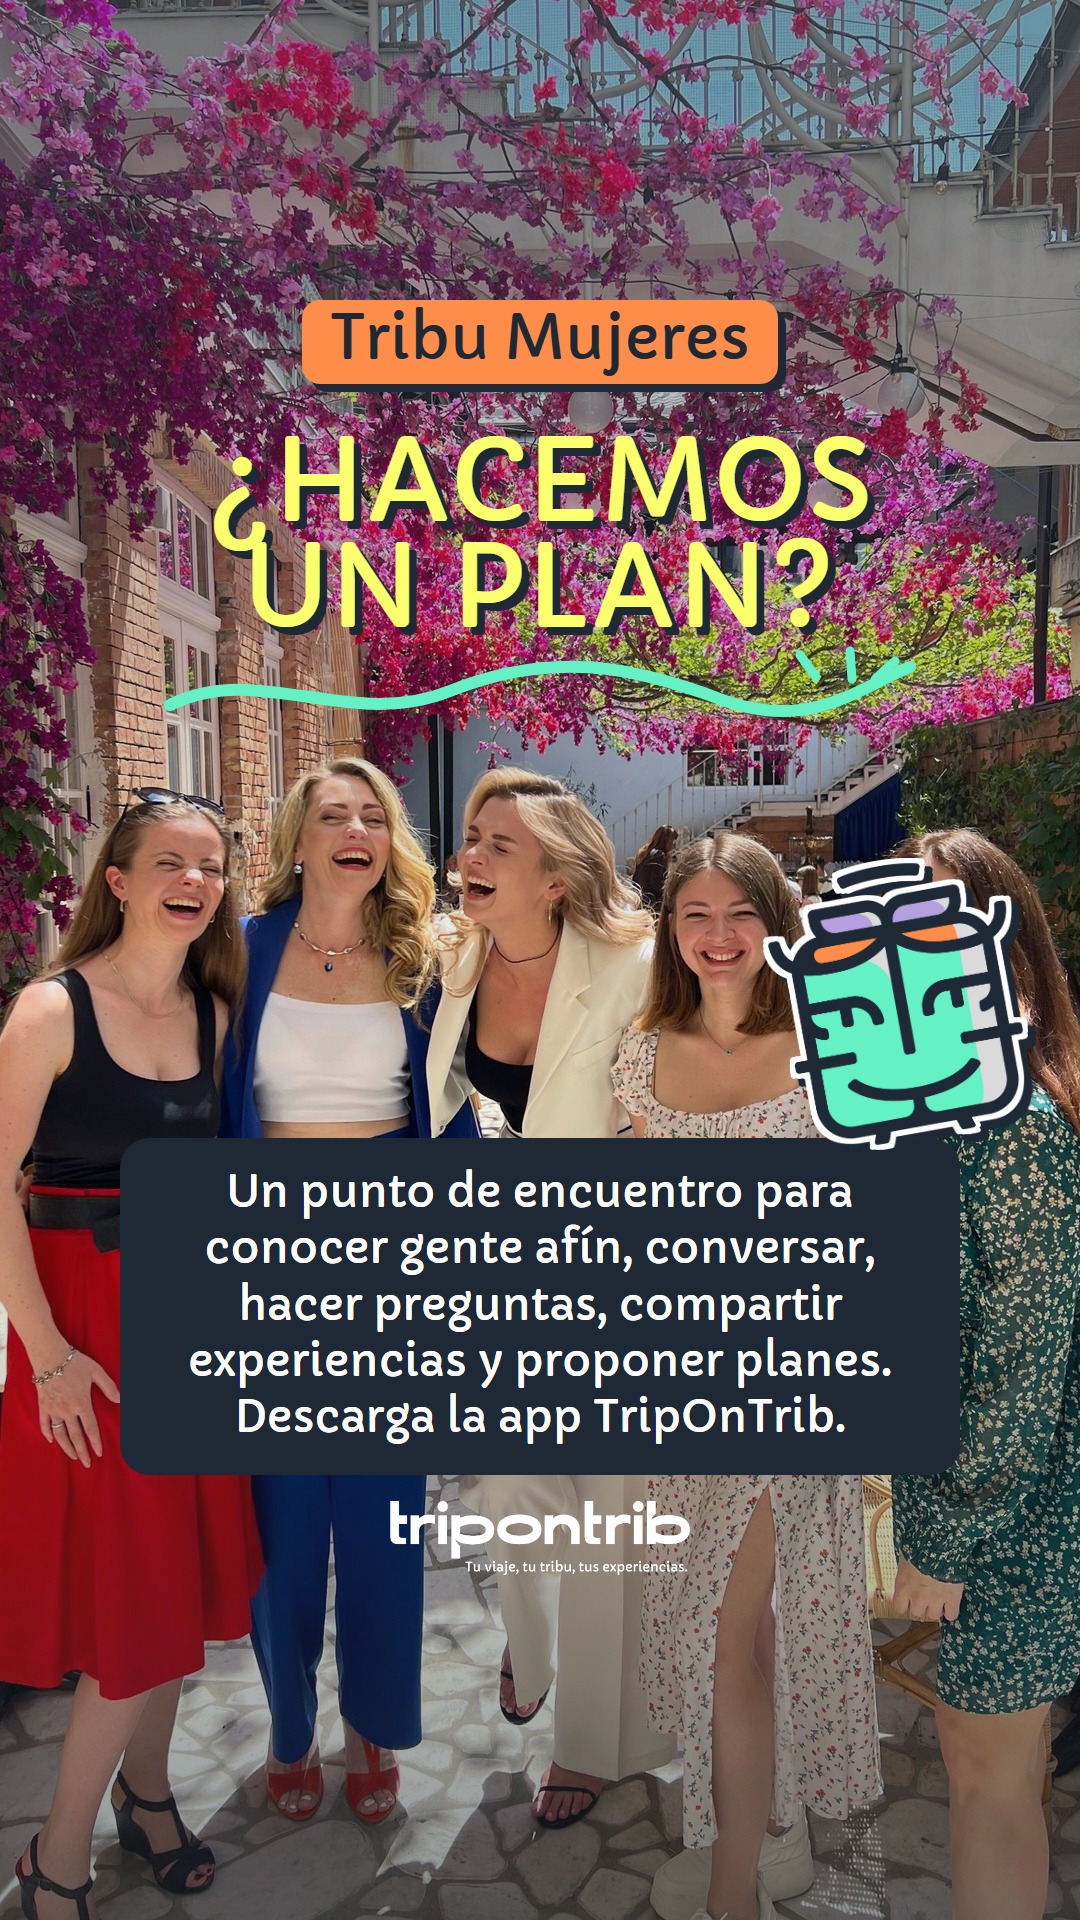 Tribu Mujeres
¿HACEMOS
UN PLAN?
Un punto de encuentro para
conocer gente afín, conversar,
hacer preguntas, compartir
experiencias y proponer planes.
Descarga la app TripOnTrib.
tripontrib
Tu viaje, tu tribu, tus experiencias.